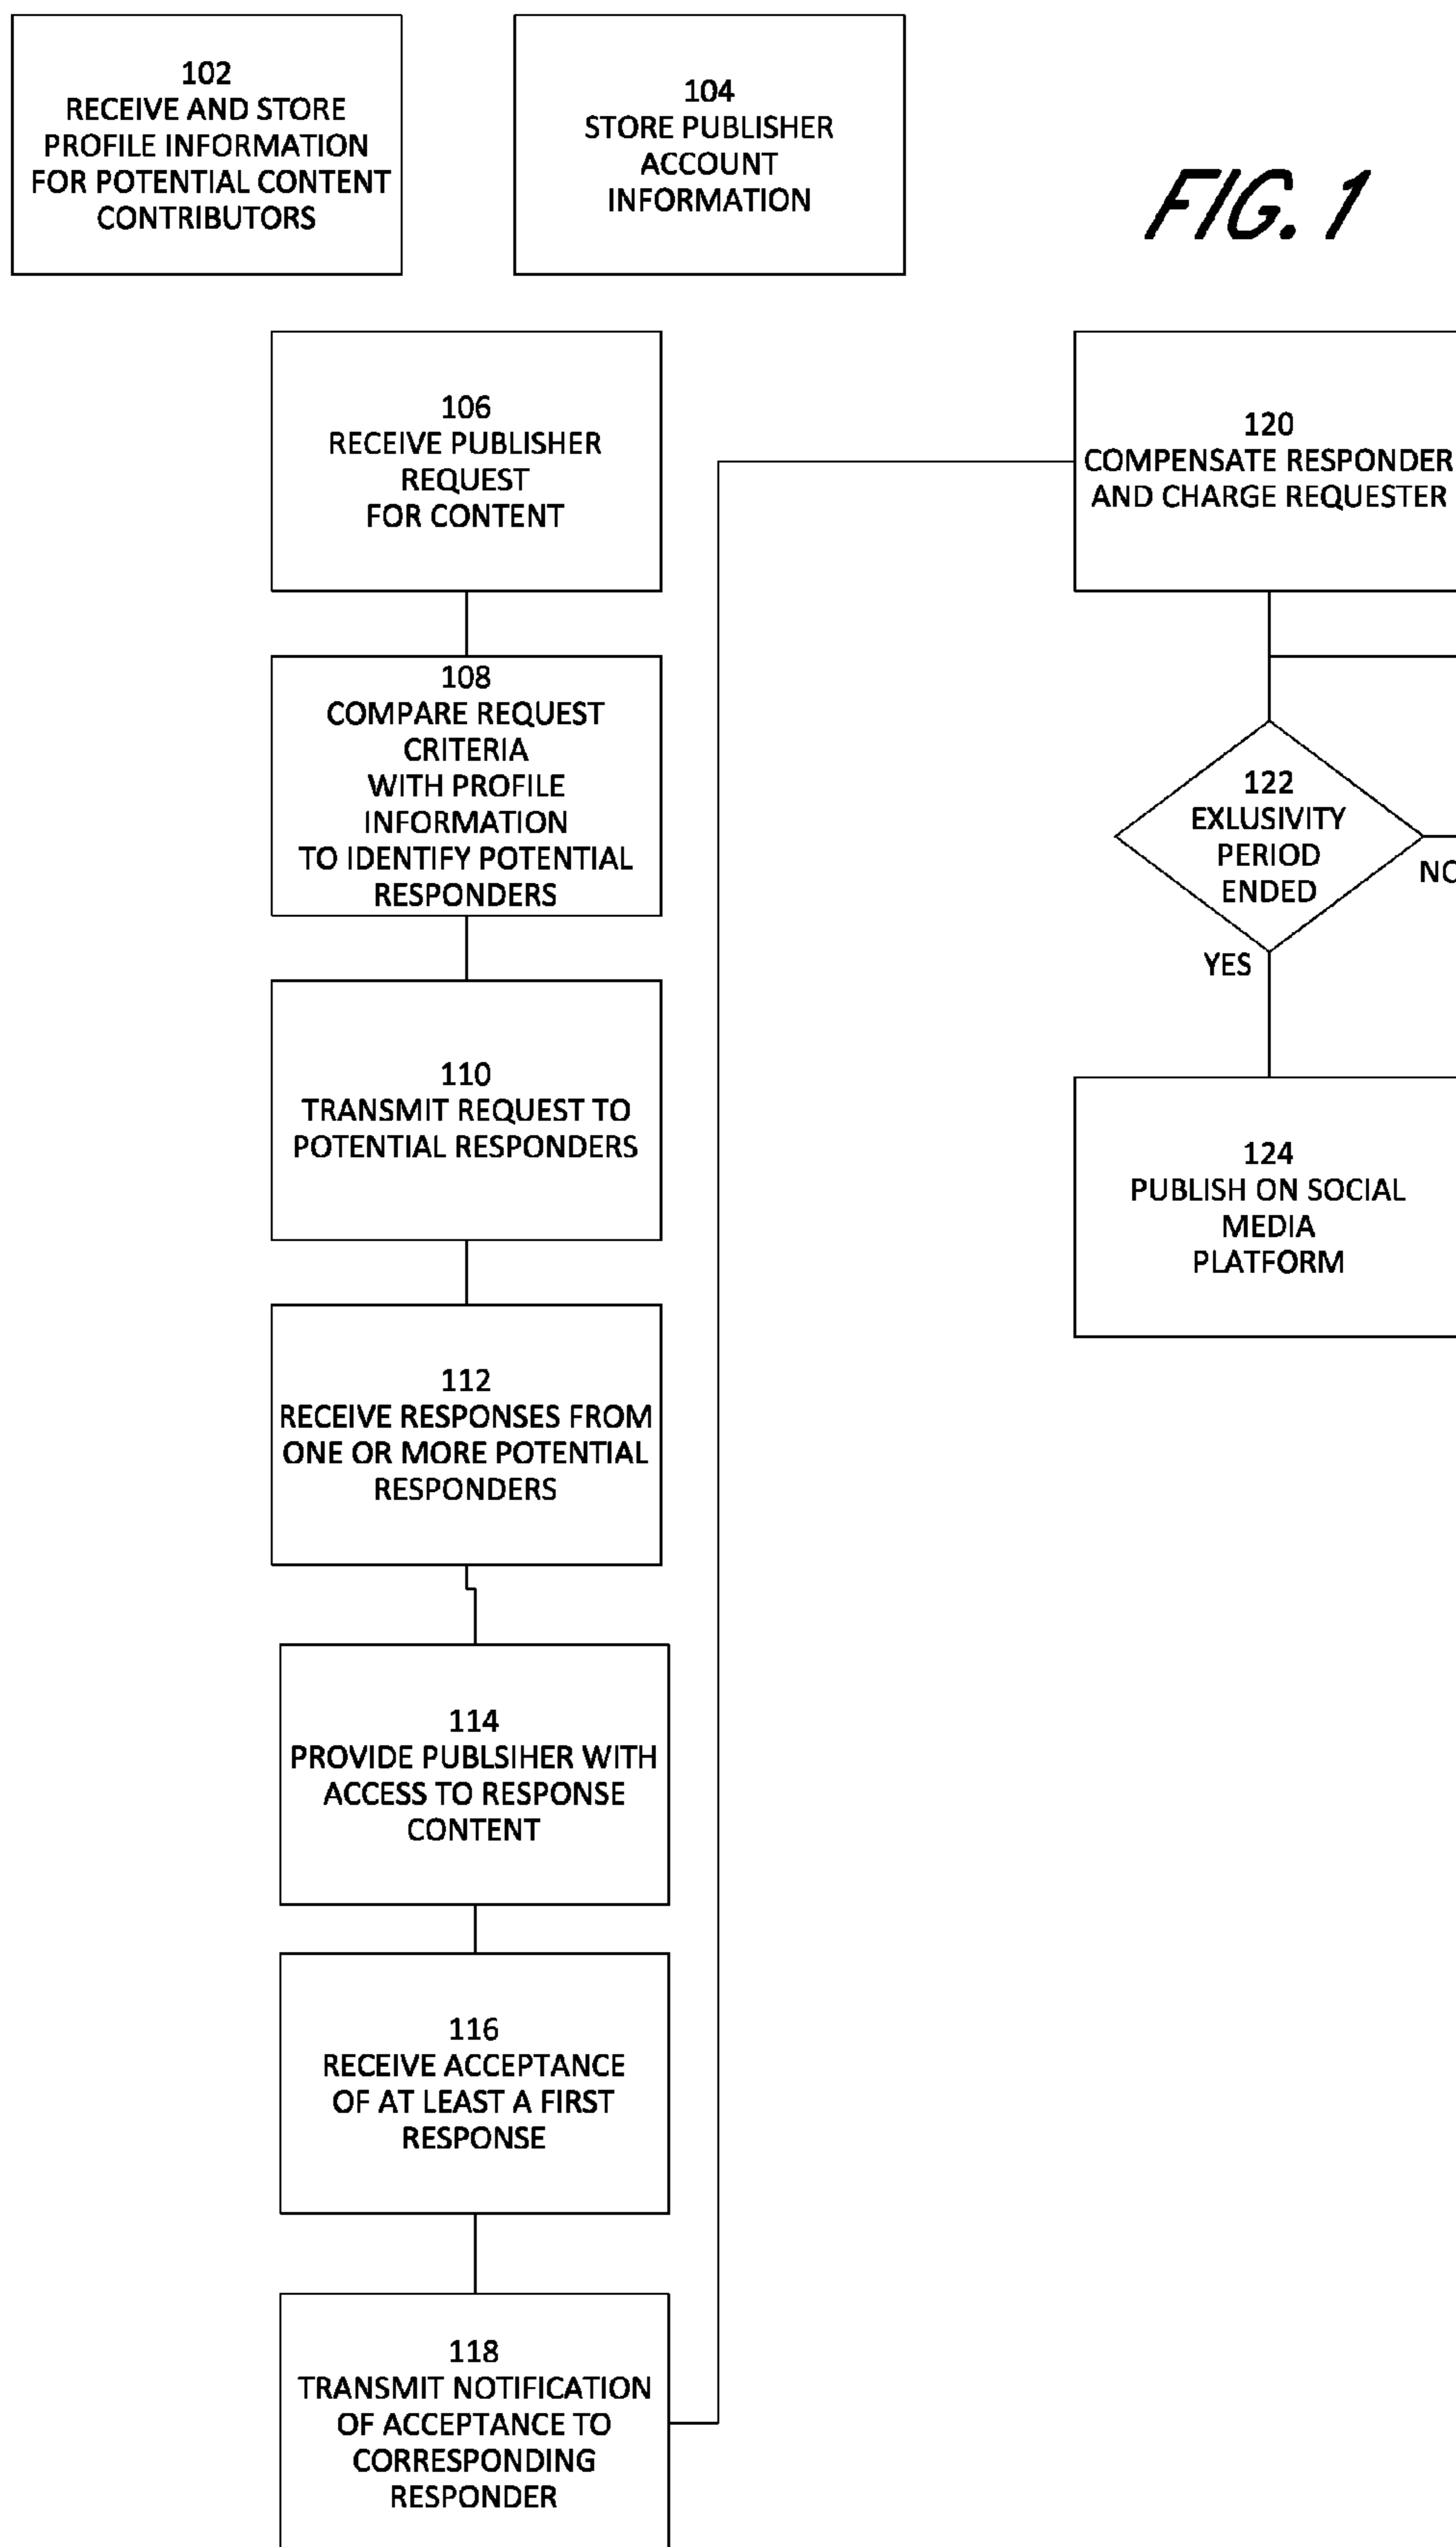 102
RECEIVE AND STORE
PROFILE INFORMATION
FOR POTENTIAL CONTENT
CONTRIBUTORS
104
STORE PUBLISHER
ACCOUNT
INFORMATION
FIG. 1
106
RECEIVE PUBLISHER
REQUEST
FOR CONTENT
108
COMPARE REQUEST
CRITERIA
WITH PROFILE
INFORMATION
TO IDENTIFY POTENTIAL
RESPONDERS
110
TRANSMIT REQUEST TO
POTENTIAL RESPONDERS
112
RECEIVE RESPONSES FROM
ONE OR MORE POTENTIAL
RESPONDERS
114
PROVIDE PUBLSIHER WITH
ACCESS TO RESPONSE
CONTENT
116
RECEIVE ACCEPTANCE
OF AT LEAST A FIRST
RESPONSE
118
TRANSMIT NOTIFICATION
OF ACCEPTANCE TO
CORRESPONDING
RESPONDER
120
COMPENSATE RESPONDER
AND CHARGE REQUESTER
122
EXLUSIVITY
PERIOD
ENDED
NO
YES
124
PUBLISH ON SOCIAL
MEDIA
PLATFORM